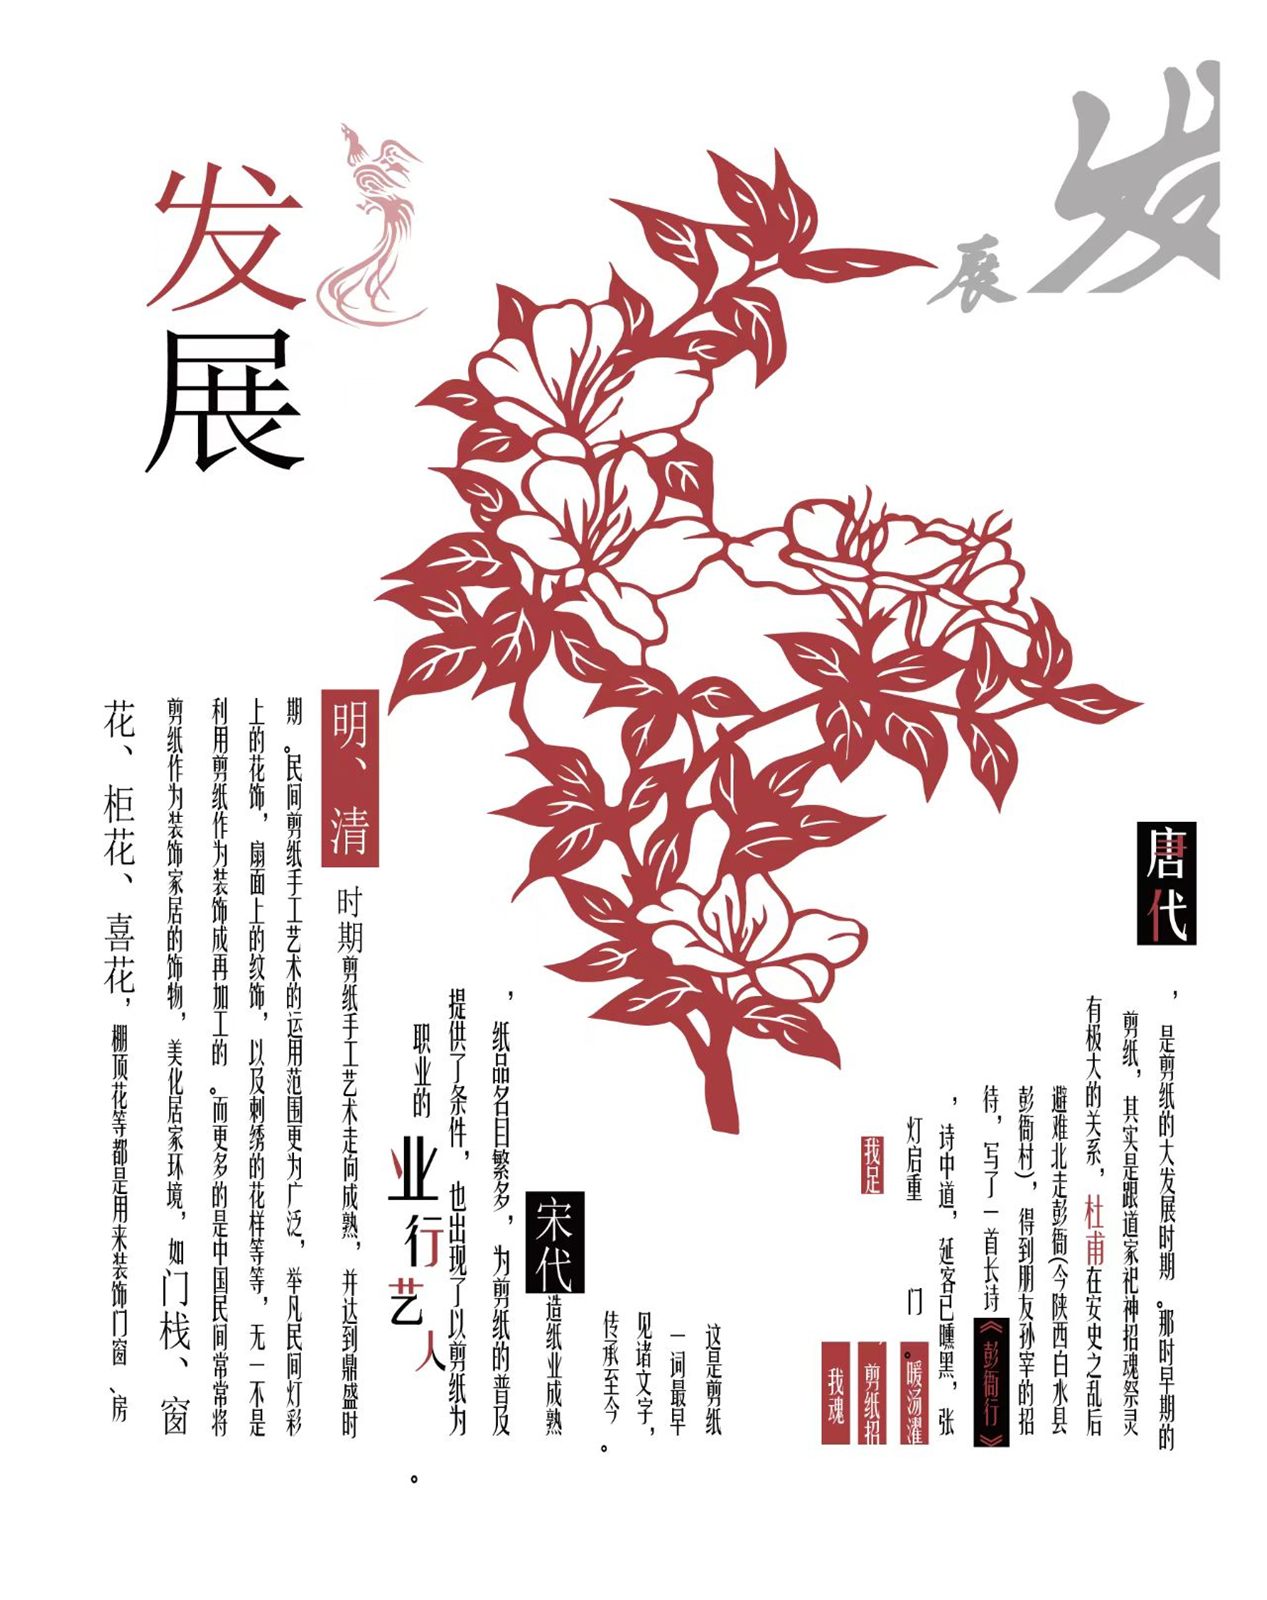 发展
发展
唐代
，是剪纸的大发展时期。那时早期的
剪纸，其实是跟道家祀神招魂祭灵
有极大的关系，杜甫在安史之乱后
避难北走彭衙(今陕西白水县
彭衙村），得到朋友孙宰的招
待，写了一首长诗《彭衙行》
，诗中道，延客已曛黑，张
灯启重门。暖汤濯
我足，剪纸招
我魂
这是剪纸
一词最早
见诸文字，
传承至今。
宋代造纸业成熟
，纸品名目繁多，为剪纸的普及
提供了条件，也出现了以剪纸为
职业的业行艺人。
明、清时期剪纸手工艺术走向成熟，并达到鼎盛时
期。民间剪纸手工艺术的运用范围更为广泛，举凡民间灯彩
上的花饰，扇面上的纹饰，以及刺绣的花样等等，无一不是
利用剪纸作为装饰成再加工的。而更多的是中国民间常常将
剪纸作为装饰家居的饰物，美化居家环境，如门栈、窗
花、柜花、喜花，棚顶花等都是用来装饰门窗、房